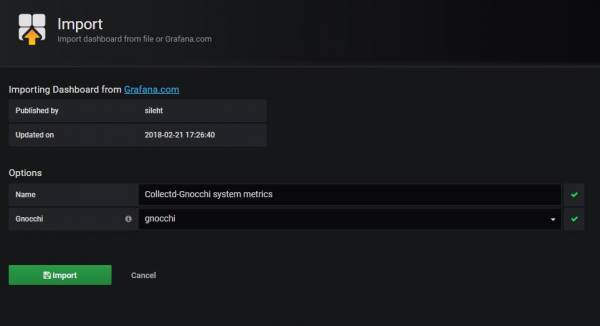 Import
Import dashboard from file or Grafana.com
Importing Dashboard from Grafana.com
Published by sileht
Updated on 2018-02-21 17:26:40
Options
Name Collectd-Gnocchi system metrics
Gnocchi gnocchi
Import Cancel